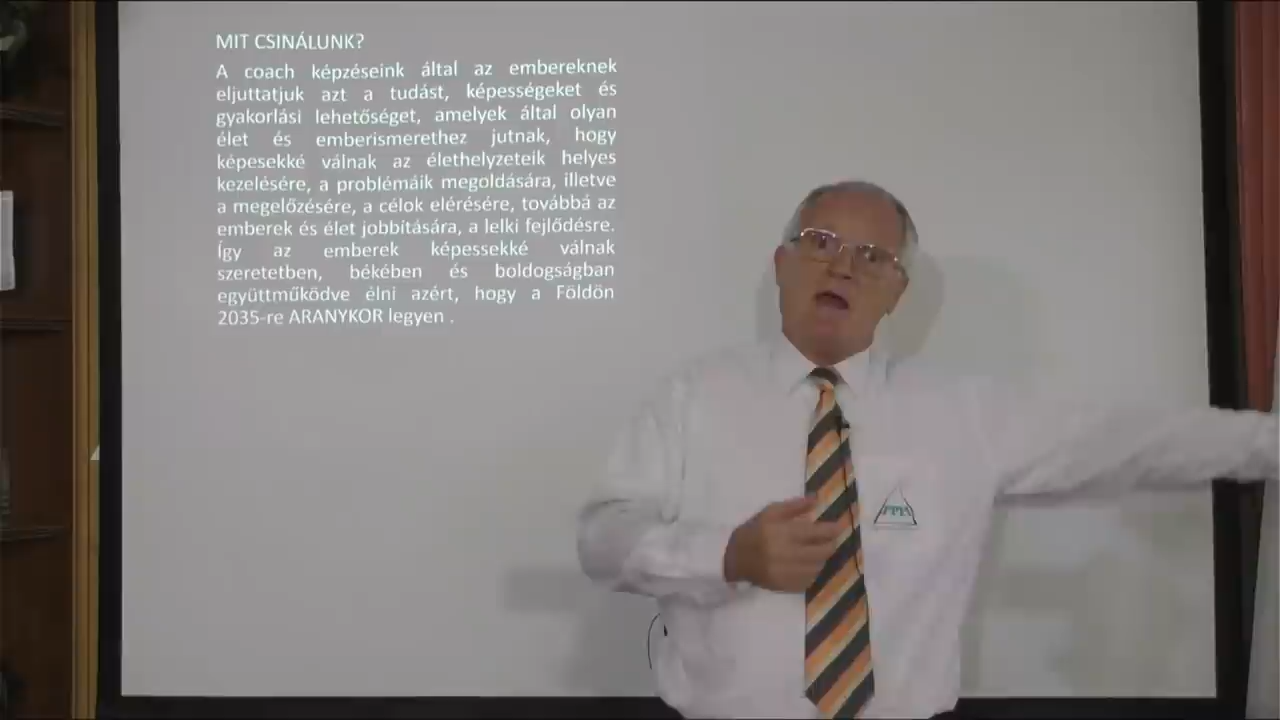 MIT CSINÁLUNK?
A coach képzéseink által az embereknek
eljuttatjuk azt a tudást, képességeket és
gyakorlási lehetőséget, amelyek által olyan
élet és emberismerethez jutnak, hogy
képesekké válnak az élethelyzeteik helyes
kezelésére, a problémáik megoldására, illetve
a megelőzésére, a célok elérésére, továbbá az
emberek és élet jobbítására, a lelki fejlődésre.
Így az emberek képessekké válnak
szeretetben, békében és boldogságban
együttműködve élni azért, hogy a Földön
2035-re ARANYKOR legyen .